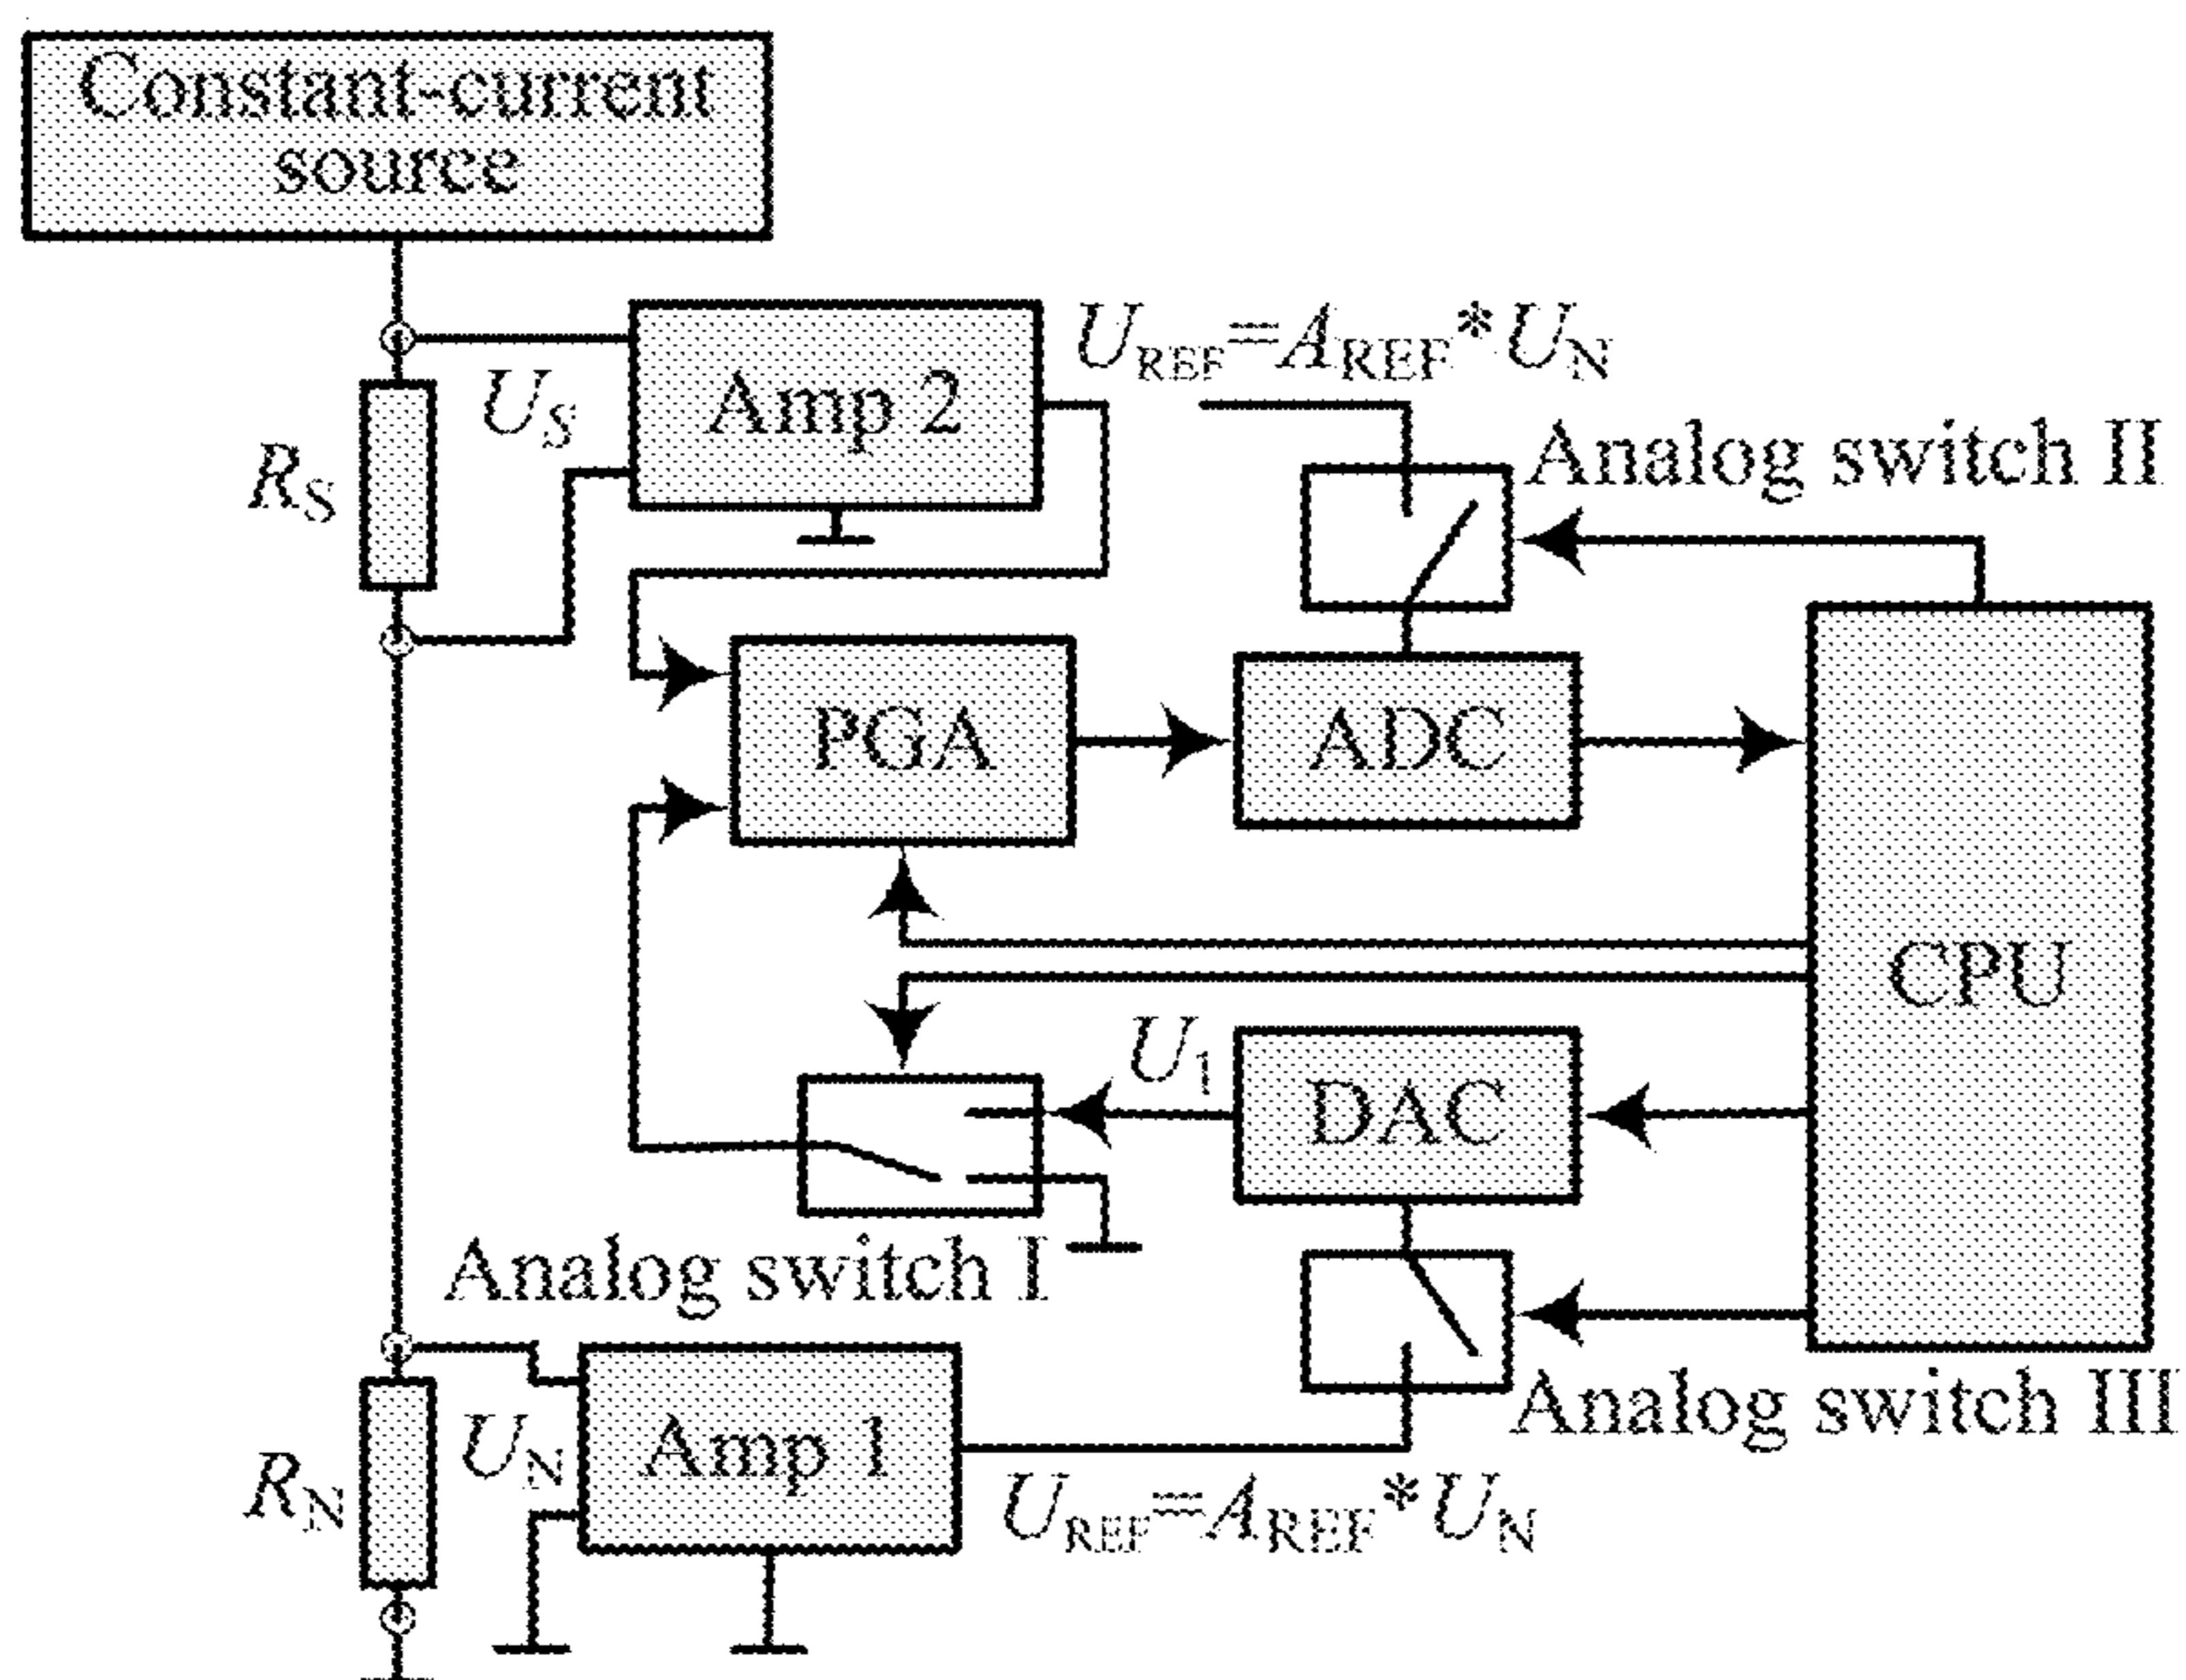 Constant-current
source
U_REF=A_REF*U_N
Amp 2
U_S
Analog switch II
R_S
PGA
ADC
CPU
U_1
DAC
Analog switch I
Analog switch III
U_N
Amp 1
R_N
U_REF=A_REF*U_N